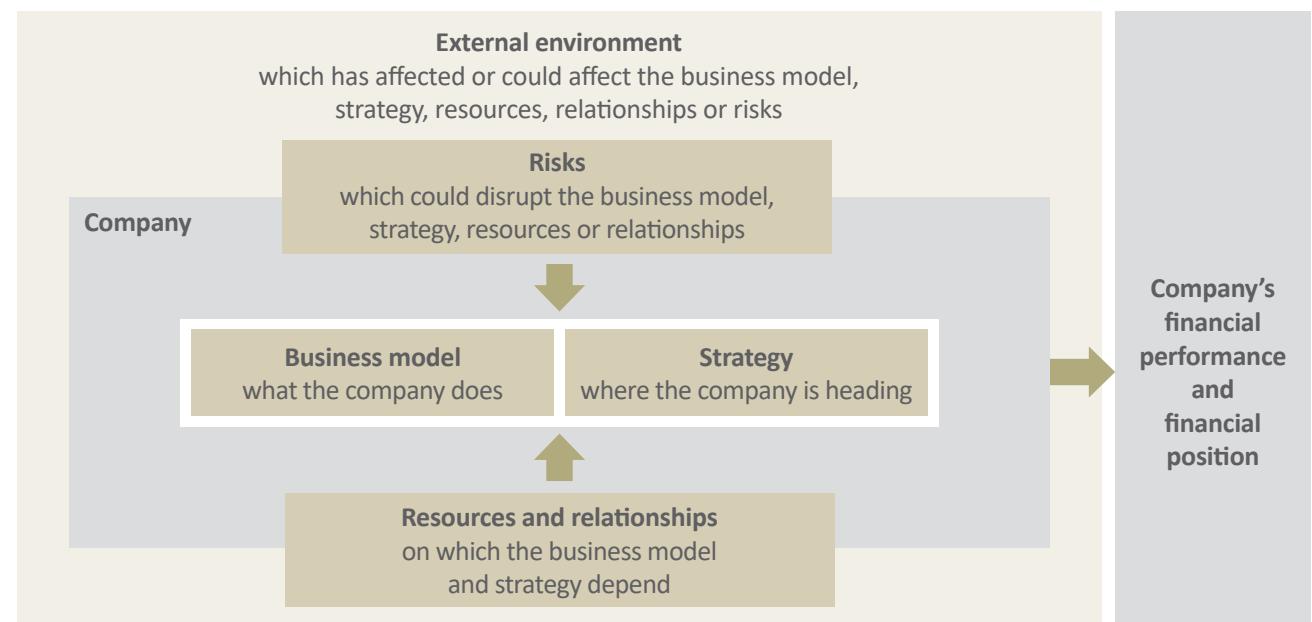 External environment
which has affected or could affect the business model,
strategy, resources, relationships or risks
Risks
which could disrupt the business model,
strategy, resources or relationships
Company
Business model
what the company does
Strategy
where the company is heading
Resources and relationships
on which the business model
and strategy depend
Company’s
financial
performance
and
financial
position